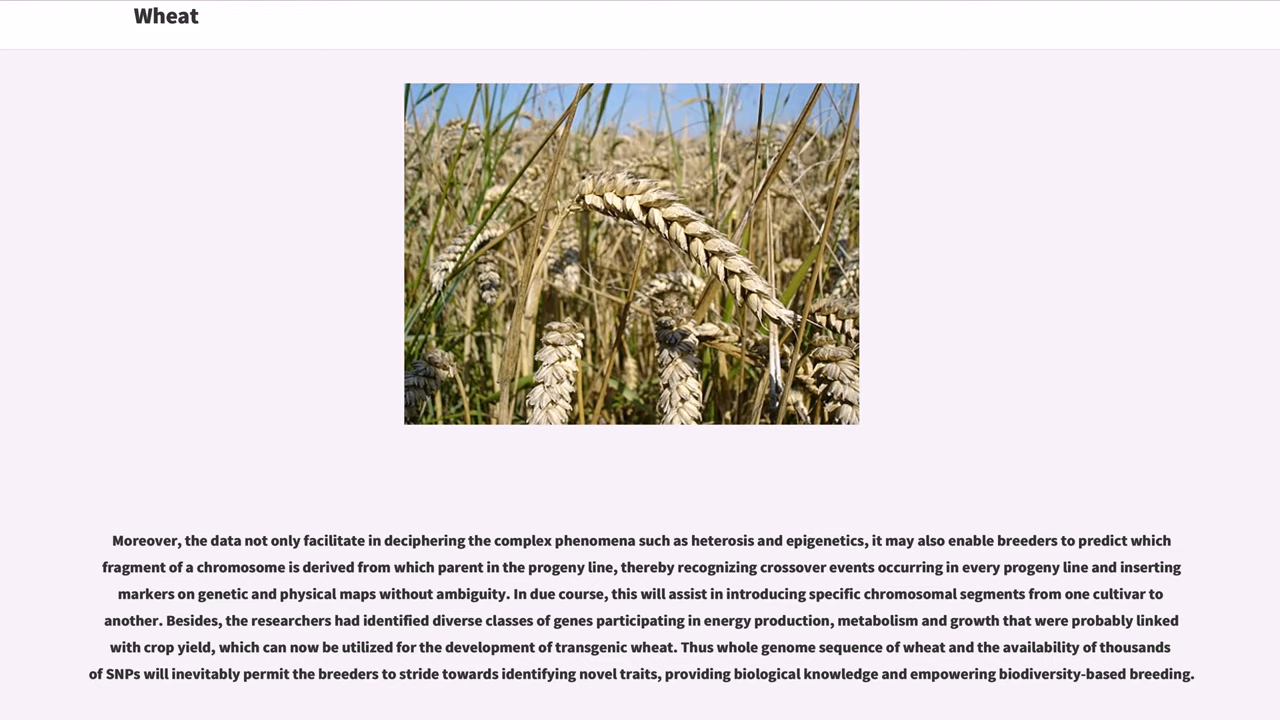 Wheat
Moreover, the data not only facilitate in deciphering the complex phenomena such as heterosis and epigenetics, it may also enable breeders to predict which
fragment of a chromosome is derived from which parent in the progeny line, thereby recognizing crossover events occurring in every progeny line and inserting
markers on genetic and physical maps without ambiguity. In due course, this will assist in introducing specific chromosomal segments from one cultivar to
another. Besides, the researchers had identified diverse classes of genes participating in energy production, metabolism and growth that were probably linked
with crop yield, which can now be utilized for the development of transgenic wheat. Thus whole genome sequence of wheat and the availability of thousands
of SNPs will inevitably permit the breeders to stride towards identifying novel traits, providing biological knowledge and empowering biodiversity-based breeding.